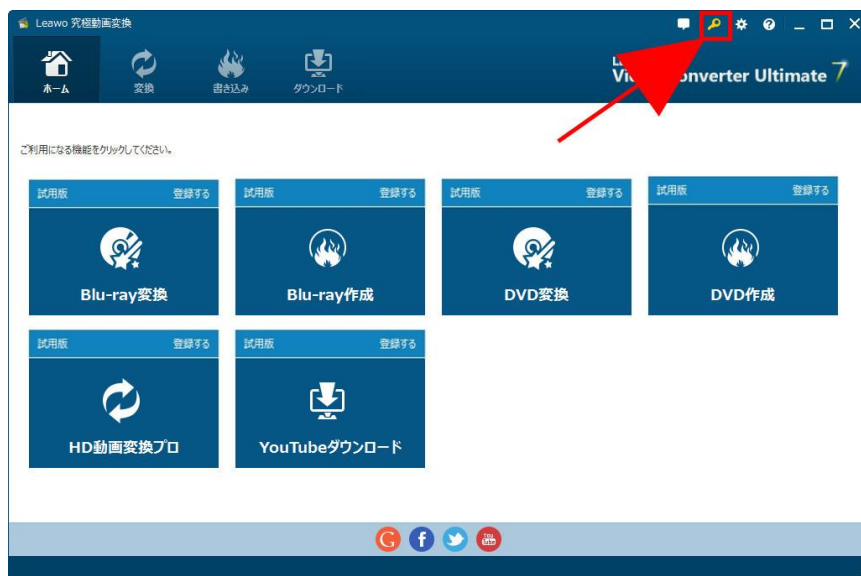 Leawo 究極動画変換
ホーム
変換
書き込み
ダウンロード
onverter Ultimate 7
ご利用になる機能をクリックしてください。
試用版 登録する
Blu-ray変換
試用版 登録する
Blu-ray作成
試用版 登録する
DVD変換
試用版 登録する
DVD作成
試用版 登録する
HD動画変換プロ
試用版 登録する
YouTubeダウンロード